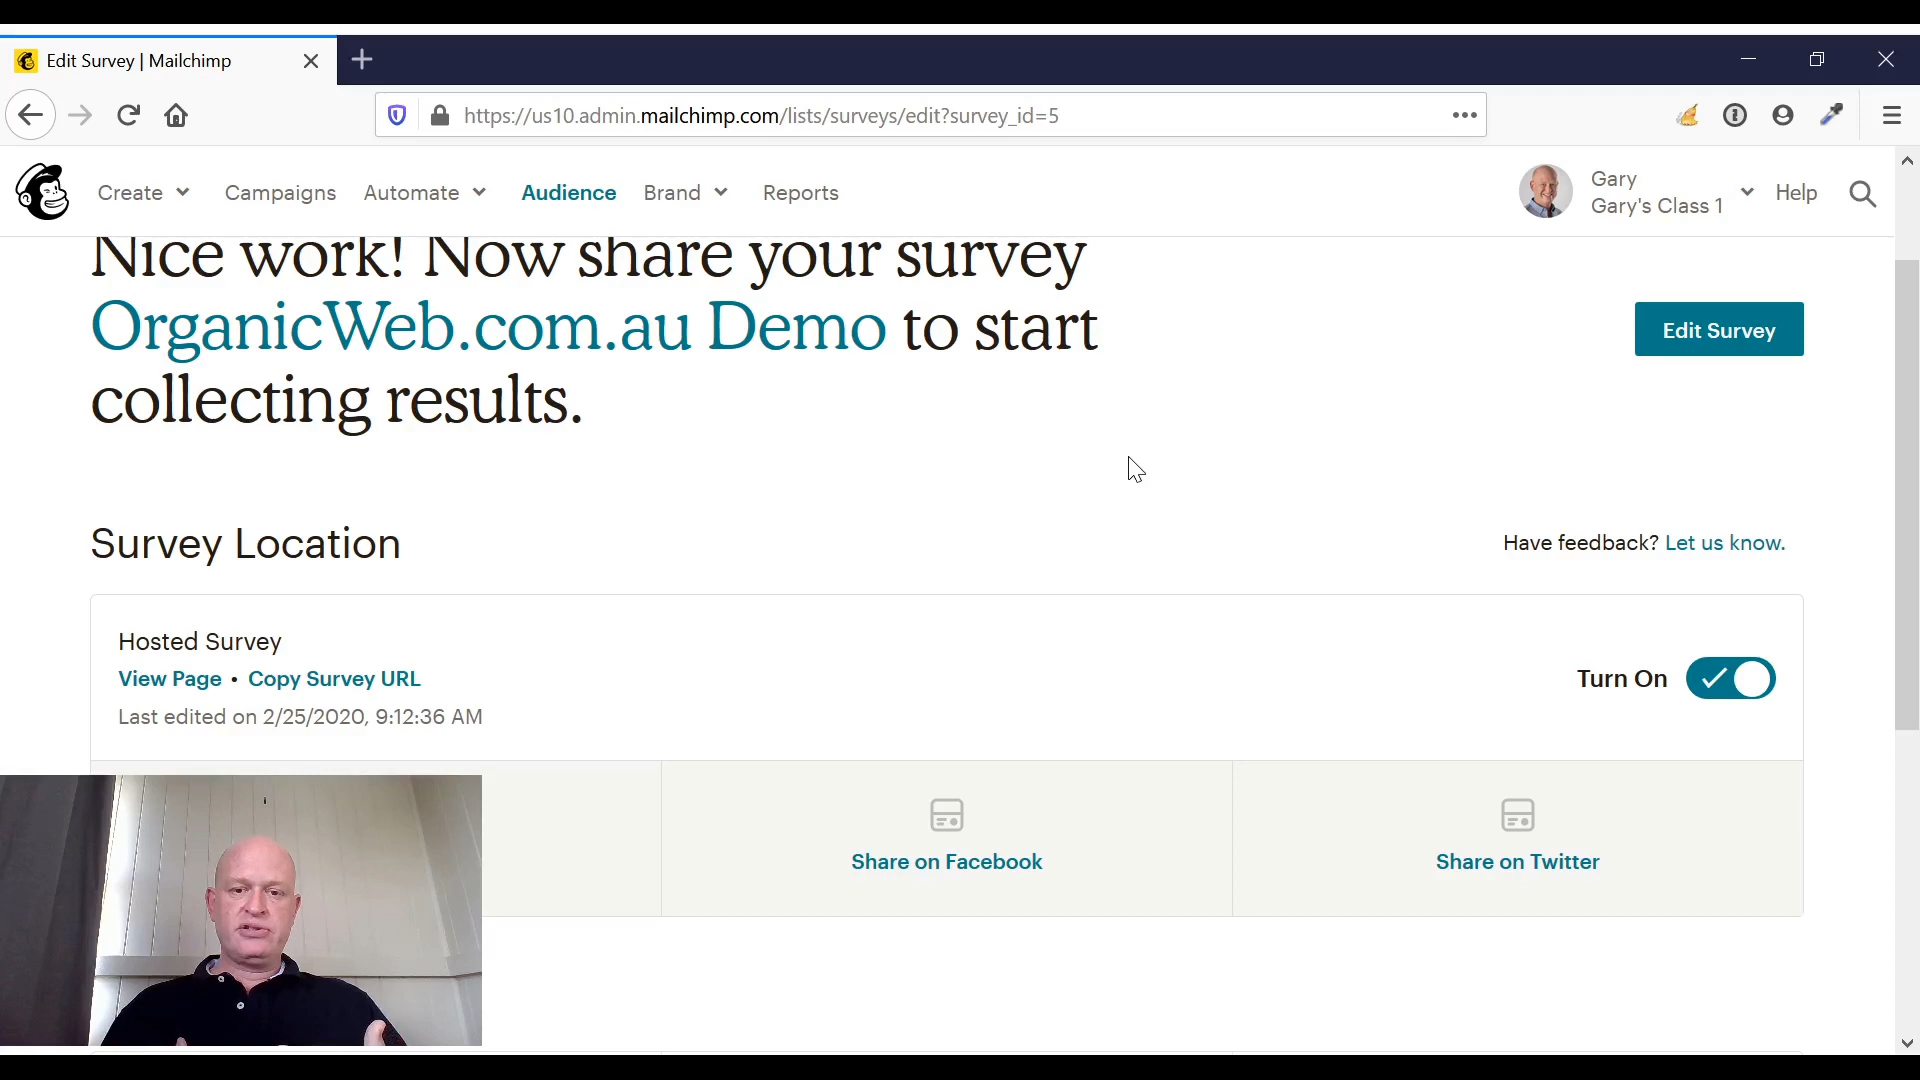 Edit Survey | Mailchimp
https://us10.admin.mailchimp.com/lists/surveys/edit?survey_id=5
Create Campaigns Automate Audience Brand Reports
Gary
Gary's Class 1
Help
Nice work! Now share your survey
OrganicWeb.com.au Demo to start
collecting results.
Edit Survey
Survey Location
Have feedback? Let us know.
Hosted Survey
View Page • Copy Survey URL
Last edited on 2/25/2020, 9:12:36 AM
Turn On
Share on Facebook
Share on Twitter